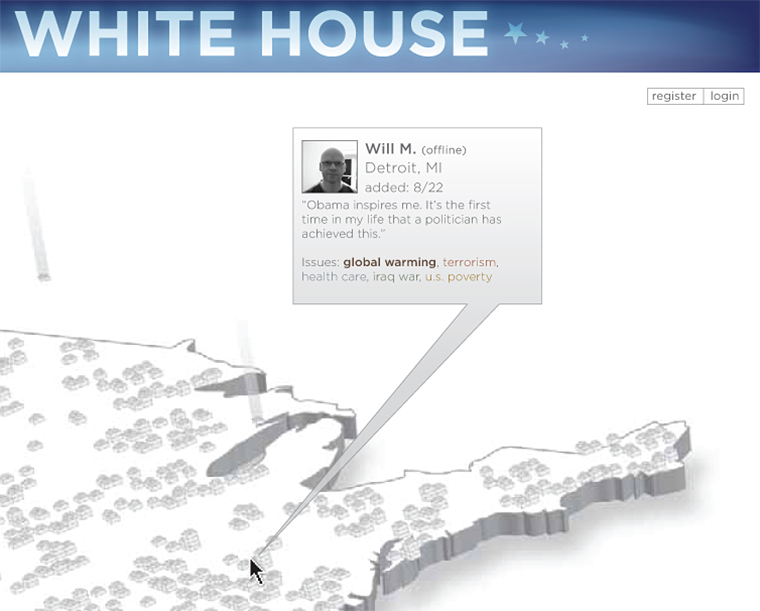 WHITE HOUSE
register login
Will M. (offline)
Detroit, MI
added: 8/22
“Obama inspires me. It's the first
time in my life that a politician has
achieved this.”
Issues: global warming, terrorism,
health care, iraq war, u.s. poverty